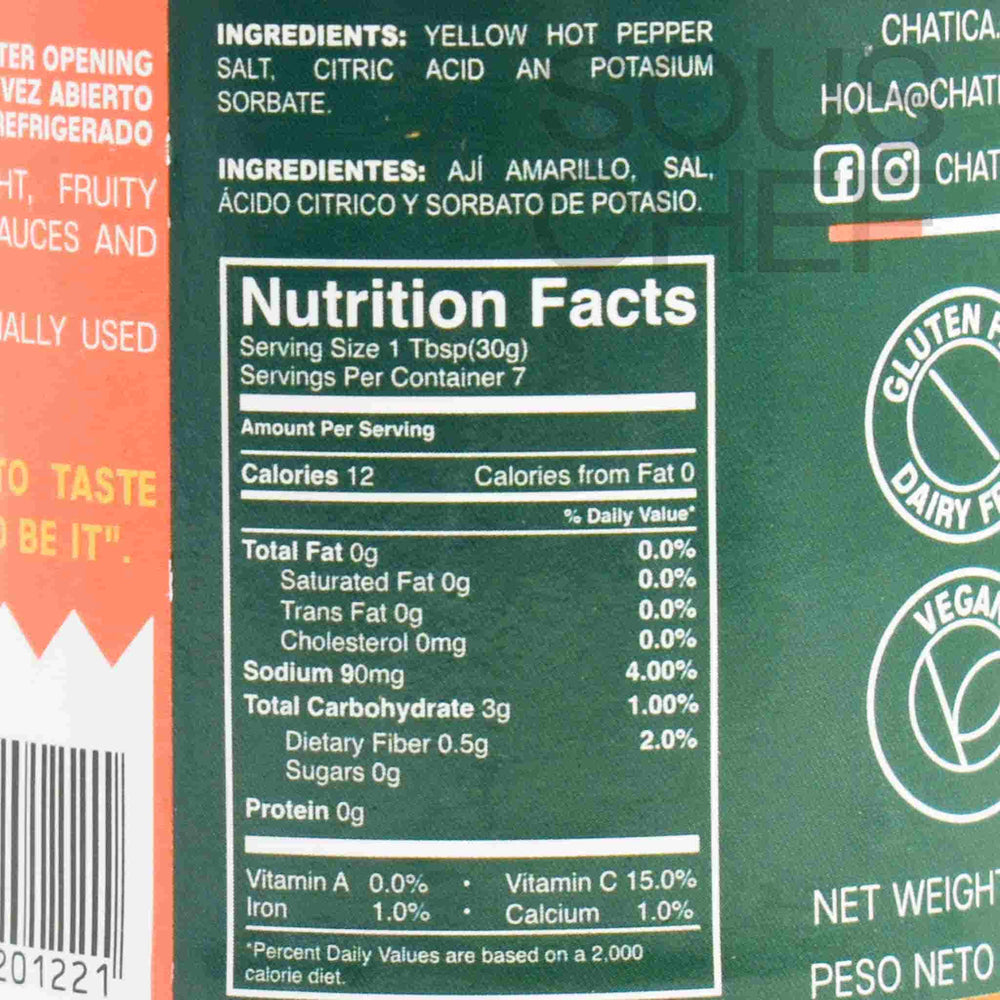 TER OPENING
VEZ ABIERTO
REFRIGERADO
HT, FRUITY
AUCES AND
IALLY USED
TO TASTE
O BE IT".
201221
INGREDIENTS: YELLOW HOT PEPPER
SALT, CITRIC ACID AN POTASIUM
SORBATE.
INGREDIENTES: AJÍ AMARILLO, SAL,
ÁCIDO CITRICO Y SORBATO DE POTASIO.
Nutrition Facts
Serving Size 1 Tbsp(30g)
Servings Per Container 7
Amount Per Serving
Calories 12 Calories from Fat 0
% Daily Value*
Total Fat 0g 0.0%
Saturated Fat 0g 0.0%
Trans Fat 0g 0.0%
Cholesterol 0mg 0.0%
Sodium 90mg 4.00%
Total Carbohydrate 3g 1.00%
Dietary Fiber 0.5g 2.0%
Sugars 0g
Protein 0g
Vitamin A 0.0% • Vitamin C 15.0%
Iron 1.0% • Calcium 1.0%
*Percent Daily Values are based on a 2,000
calorie diet.
CHATICA.
HOLA@CHATI
CHAT
GLUTEN F
DAIRY F
VEGAN
NET WEIGHT
PESO NETO
SOUS
CHEF